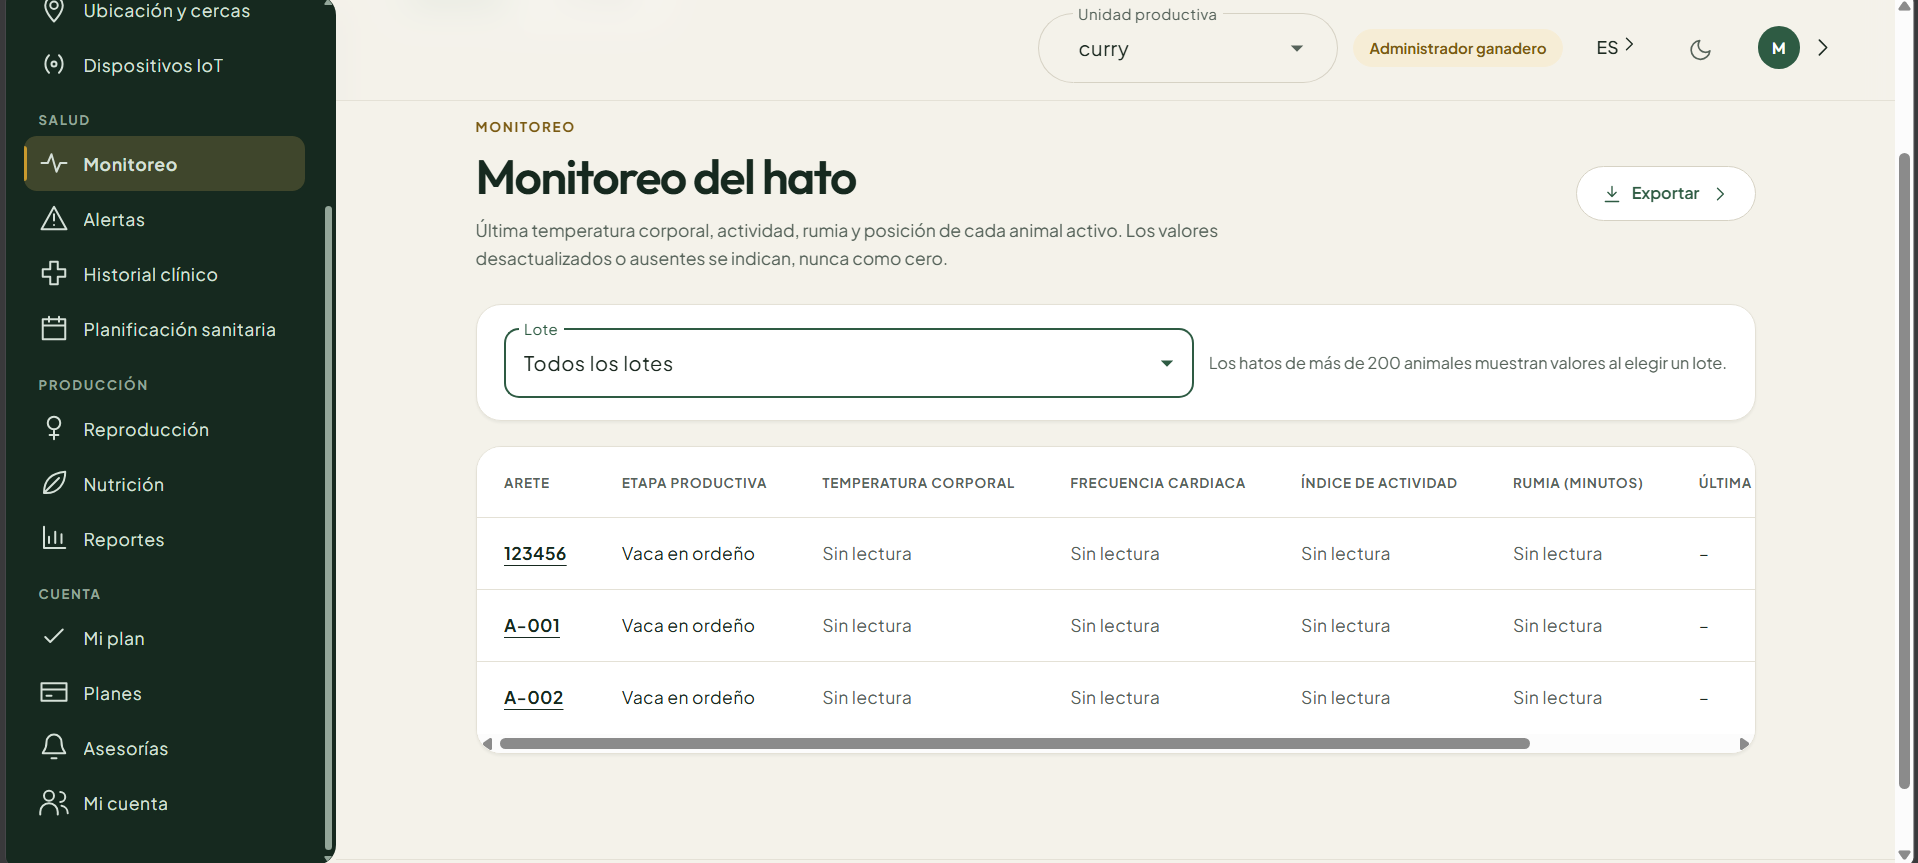 Ubicación y cercas
Dispositivos IoT
SALUD
Monitoreo
Alertas
Historial clínico
Planificación sanitaria
PRODUCCIÓN
Reproducción
Nutrición
Reportes
CUENTA
Mi plan
Planes
Asesorías
Mi cuenta
Unidad productiva
curry
Administrador ganadero
ES
M
MONITOREO
Monitoreo del hato
Exportar
Última temperatura corporal, actividad, rumia y posición de cada animal activo. Los valores
desactualizados o ausentes se indican, nunca como cero.
Lote
Todos los lotes
Los hatos de más de 200 animales muestran valores al elegir un lote.
ARETE ETAPA PRODUCTIVA TEMPERATURA CORPORAL FRECUENCIA CARDIACA ÍNDICE DE ACTIVIDAD RUMIA (MINUTOS) ÚLTIMA
123456 Vaca en ordeño Sin lectura Sin lectura Sin lectura Sin lectura –
A-001 Vaca en ordeño Sin lectura Sin lectura Sin lectura Sin lectura –
A-002 Vaca en ordeño Sin lectura Sin lectura Sin lectura Sin lectura –